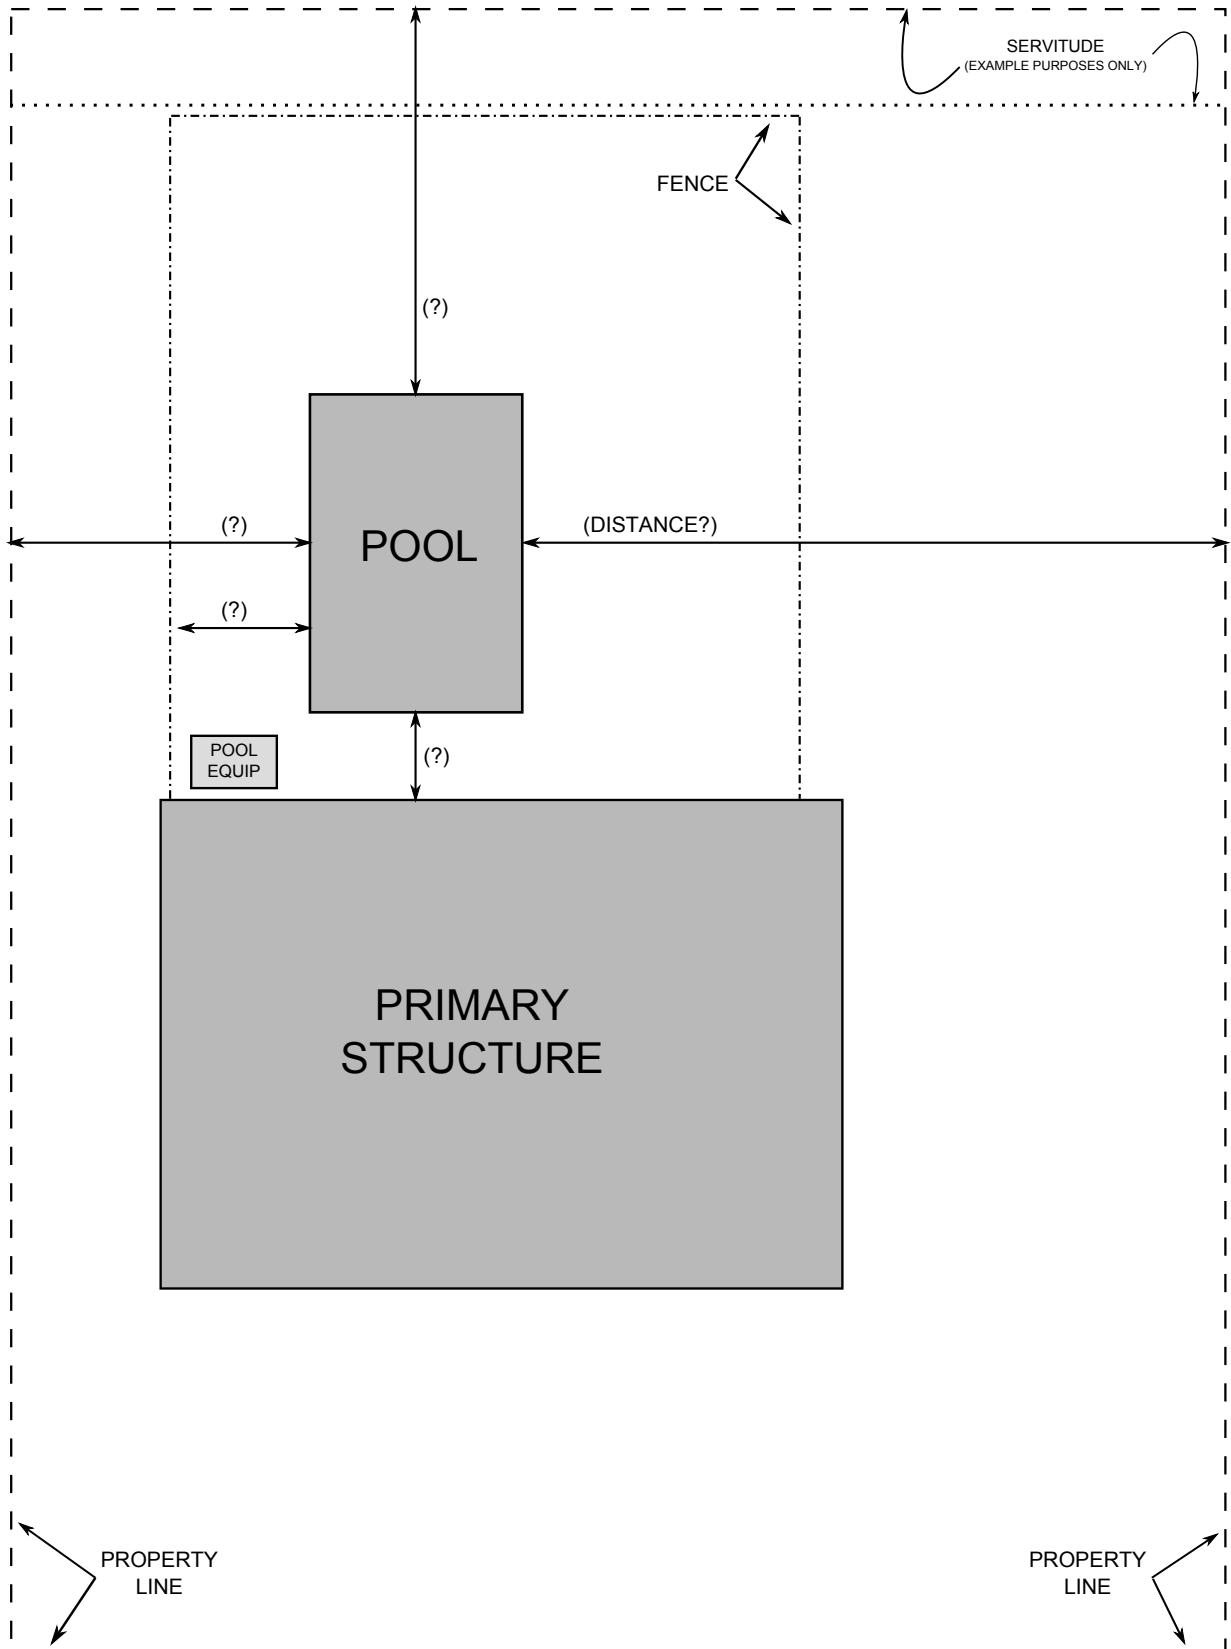 SERVITUDE
(EXAMPLE PURPOSES ONLY)
FENCE
(?)
(?)
(DISTANCE?)
POOL
(?)
POOL
EQUIP
(?)
PRIMARY
STRUCTURE
PROPERTY
LINE
PROPERTY
LINE